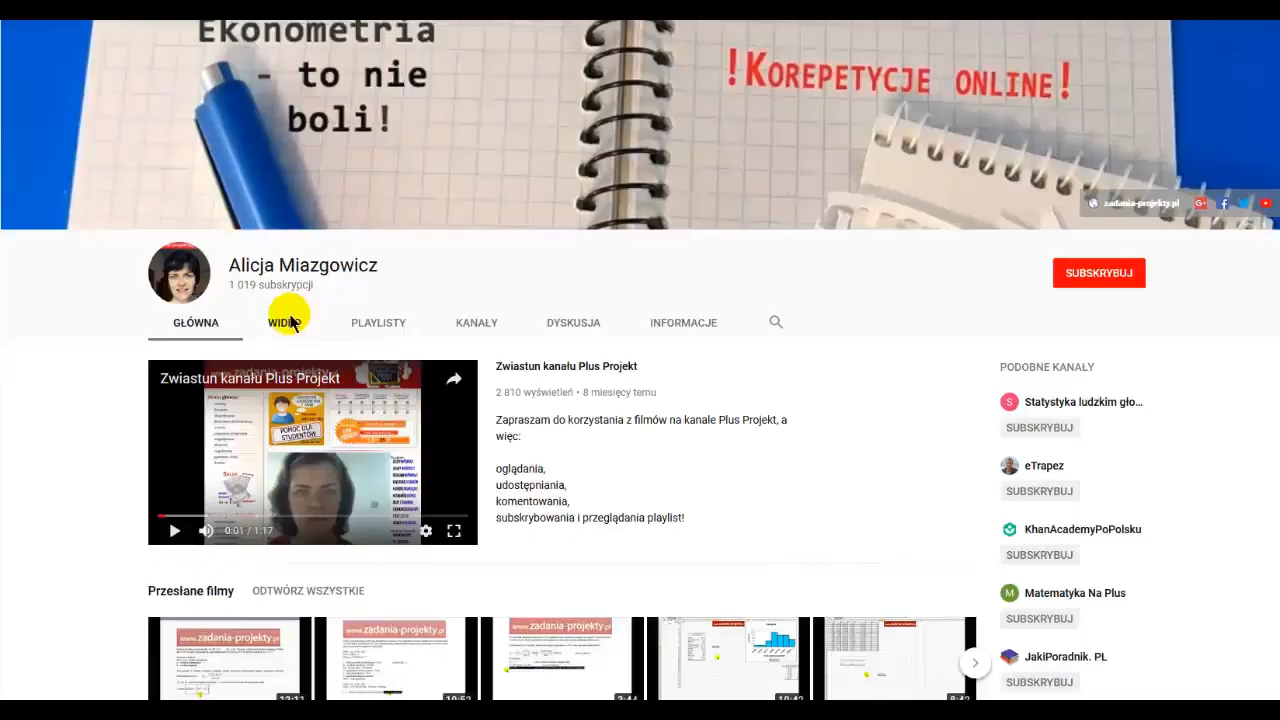 Ekonometria
- to nie
boli!
!Korepetycje online!
zadania-projekty.pl
Alicja Miazgowicz
1 019 subskrypcji
SUBSKRYBUJ
GŁÓWNA
PLAYLISTY
KANAŁY
DYSKUSJA
INFORMACJE
Zwiastun kanału Plus Projekt
POMOC DLA
STUDENTÓW
0:01 / 1:17
Zwiastun kanału Plus Projekt
2 810 wyświetleń • 8 miesięcy temu
Zapraszam do korzystania z filmów na kanale Plus Projekt, a
więc:
oglądania,
udostępniania,
komentowania,
subskrybowania i przeglądania playlist!
PODOBNE KANAŁY
Statystyka ludzkim gło...
SUBSKRYBUJ
eTrapez
SUBSKRYBUJ
KhanAcademyPoPolsku
SUBSKRYBUJ
M Matematyka Na Plus
SUBSKRYBUJ
JakiPoradnik. PL
SUBSKRYBUJ
Przesłane filmy ODTWÓRZ WSZYSTKIE
www.zadania-projekty.pl
www.zadania-projekty.pl
www.zadania-projekty.pl